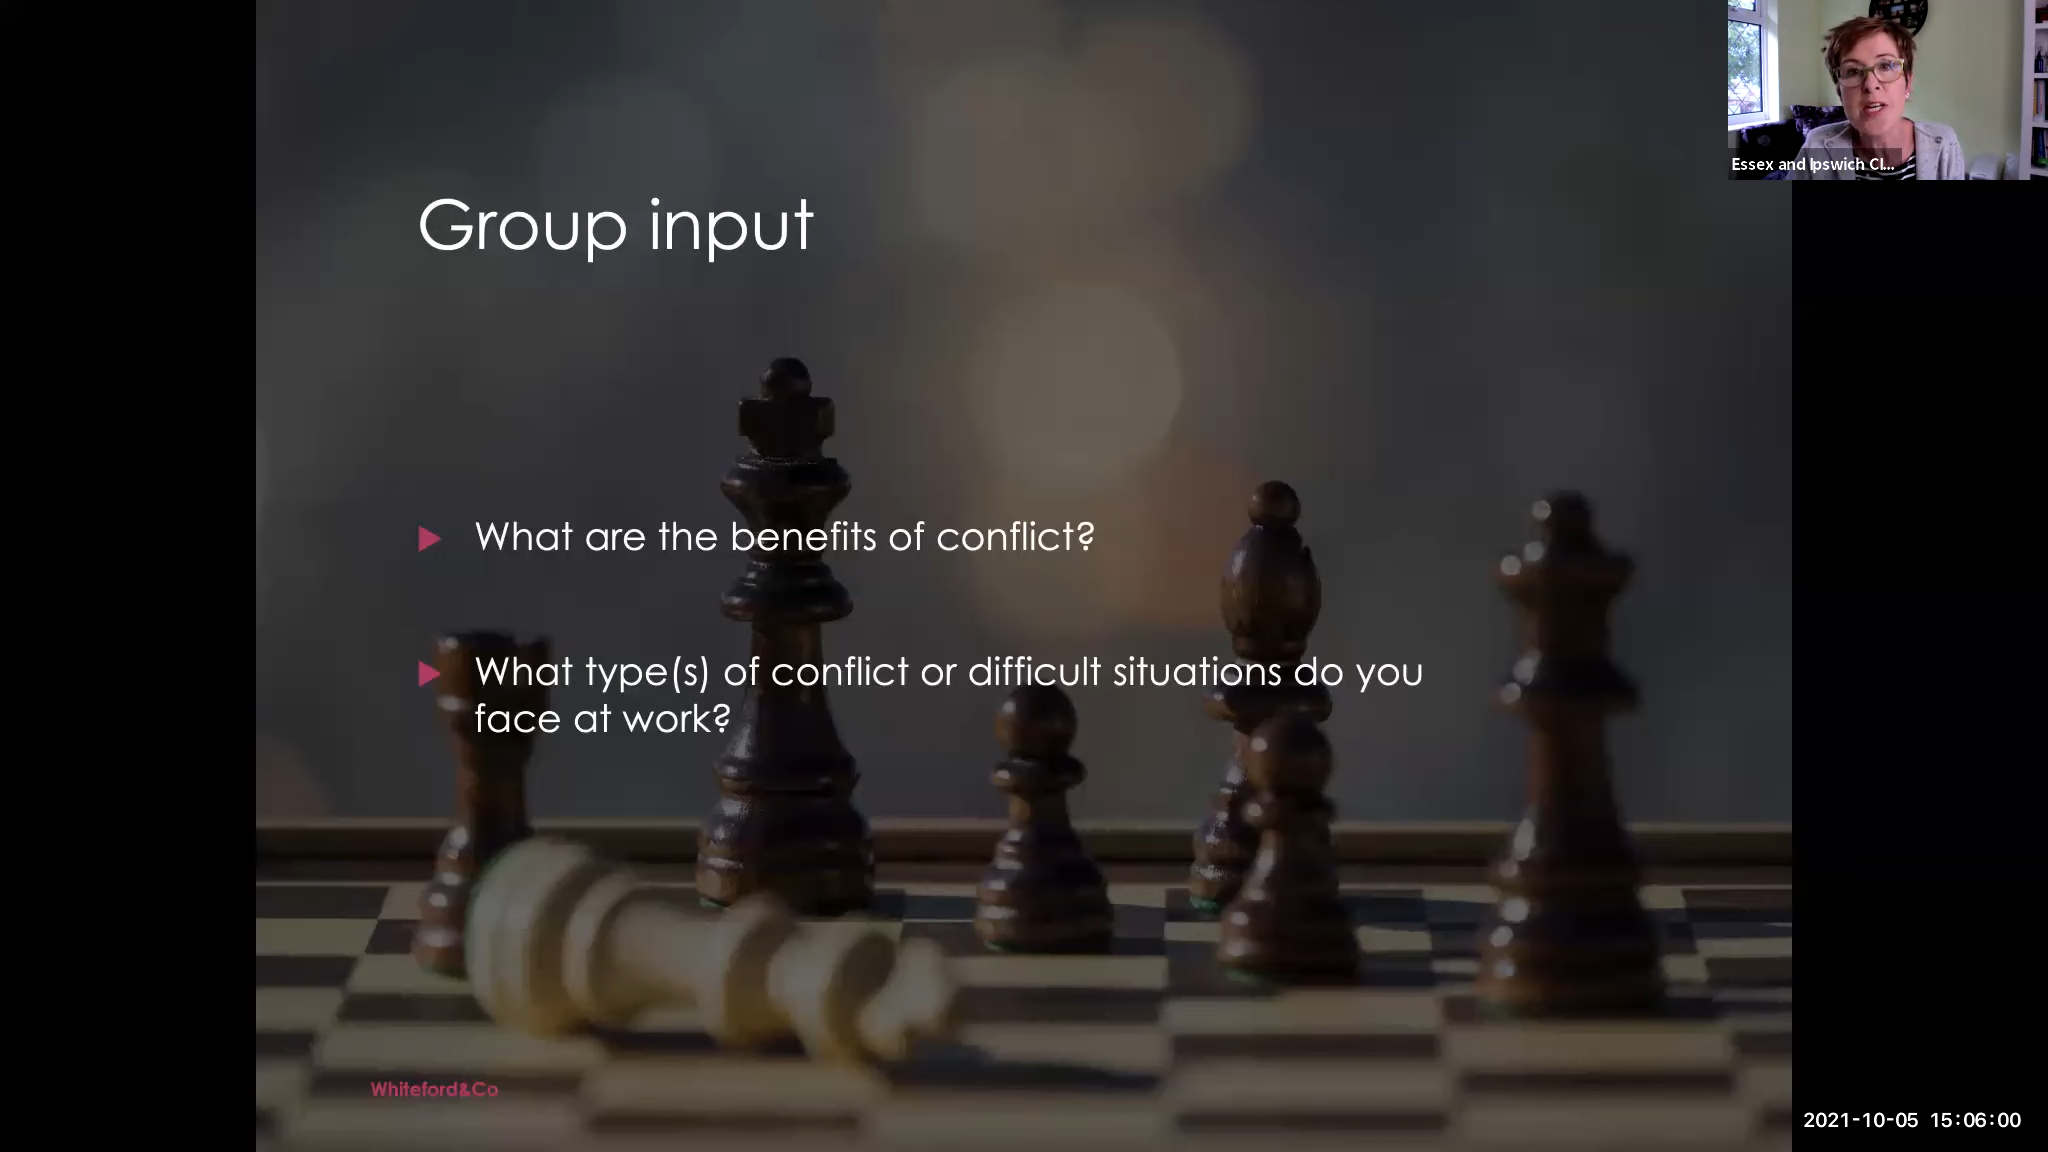 Essex and Ipswich Cl...
Group input
What are the benefits of conflict?
What type(s) of conflict or difficult situations do you
face at work?
Whiteford&Co
2021-10-05 15:06:00